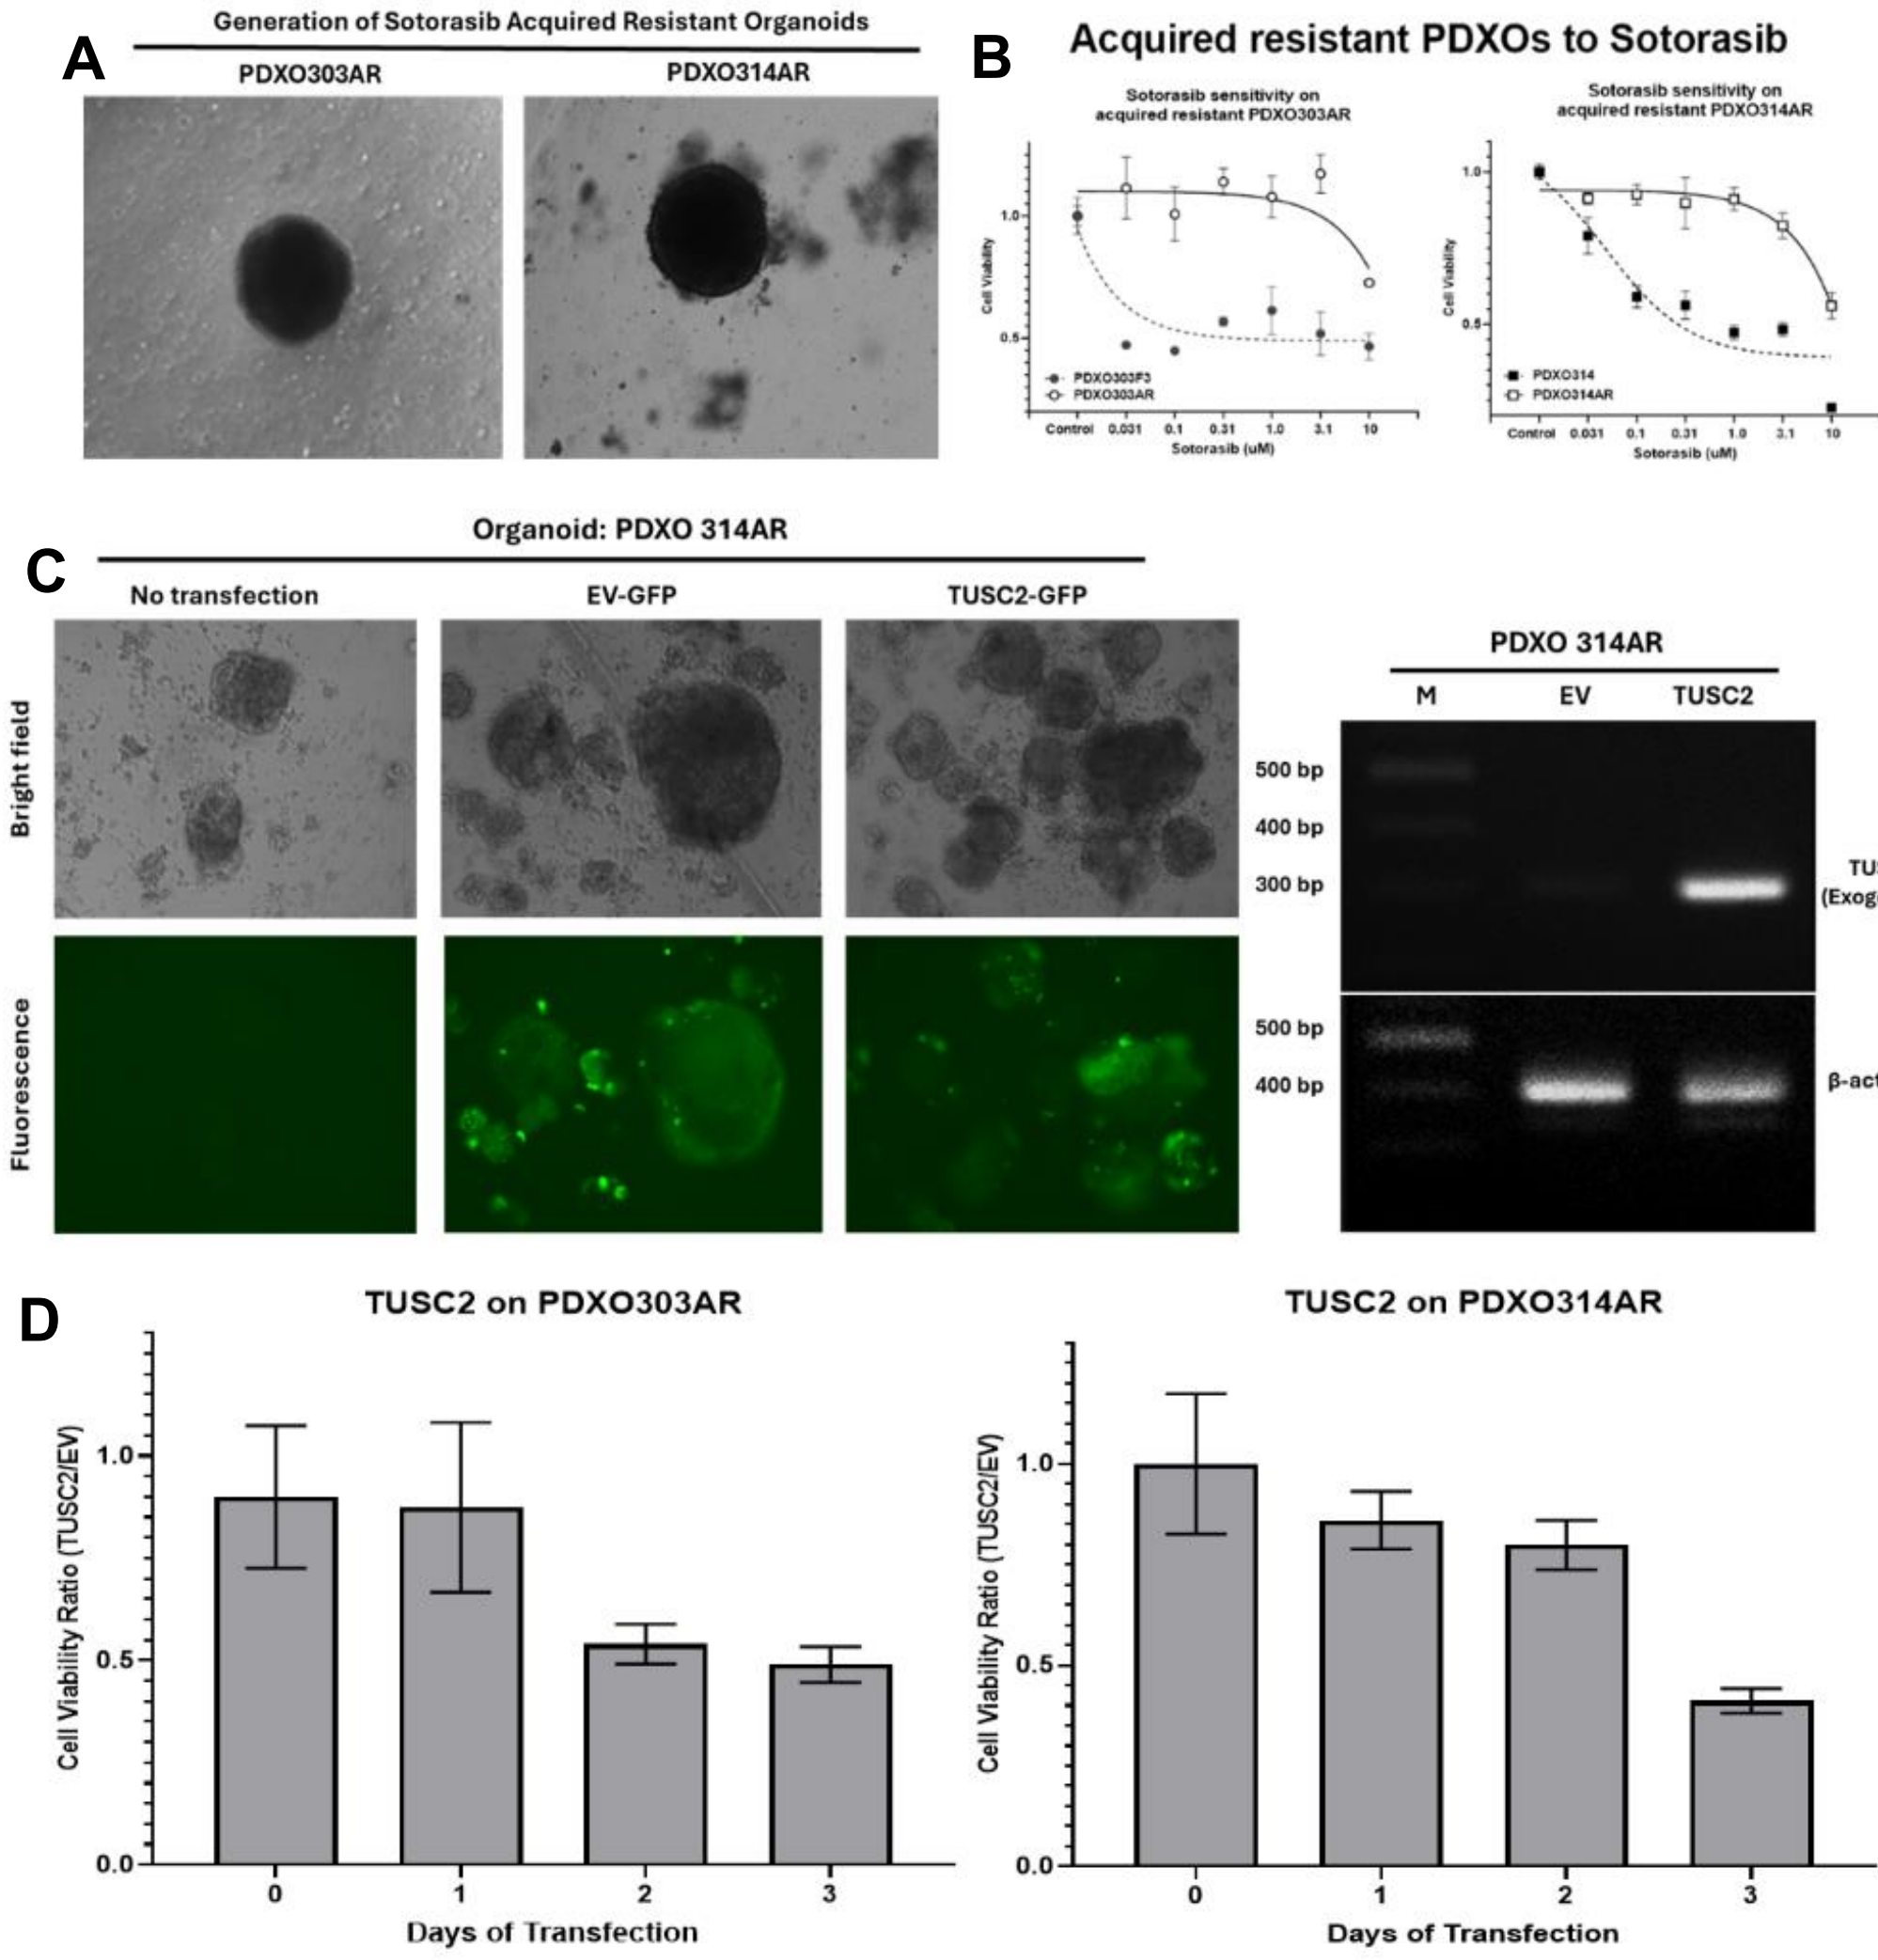 A
Generation of Sotorasib Acquired Resistant Organoids
PDXO303AR
PDXO314AR
B
Acquired resistant PDXOs to Sotorasib
Sotorasib sensitivity on
acquired resistant PDXO303AR
Cell Viability
1.0
0.5
PDXO303F3
PDXO303AR
Control 0.031 0.1 0.31 1.0 3.1 10
Sotorasib (uM)
Sotorasib sensitivity on
acquired resistant PDXO314AR
Cell Viability
1.0
0.5
PDXO314
PDXO314AR
Control 0.031 0.1 0.31 1.0 3.1 10
Sotorasib (uM)
C
Organoid: PDXO 314AR
No transfection
EV-GFP
TUSC2-GFP
Bright field
Fluorescence
PDXO 314AR
M EV TUSC2
500 bp
400 bp
300 bp
TUS
(Exog
500 bp
400 bp
β-act
D
TUSC2 on PDXO303AR
Cell Viability Ratio (TUSC2/EV)
1.0
0.5
0.0
0 1 2 3
Days of Transfection
TUSC2 on PDXO314AR
Cell Viability Ratio (TUSC2/EV)
1.0
0.5
0.0
0 1 2 3
Days of Transfection